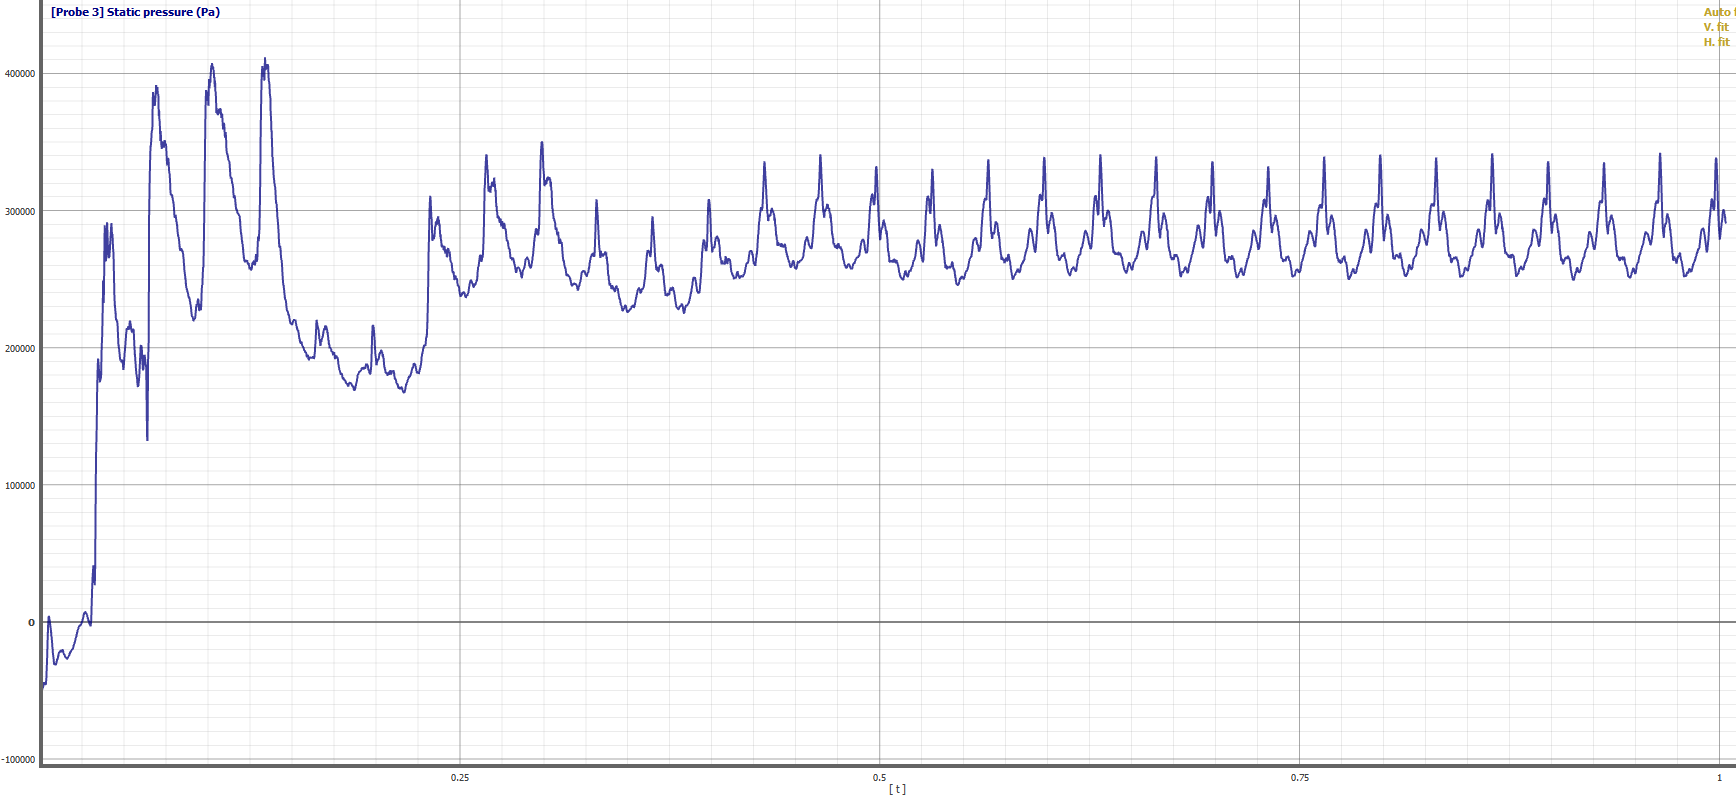 [Probe 3] Static pressure (Pa)
Auto
V. fit
H. fit
400000
300000
200000
100000
0
-100000
0.25
0.5
0.75
1
[ t ]